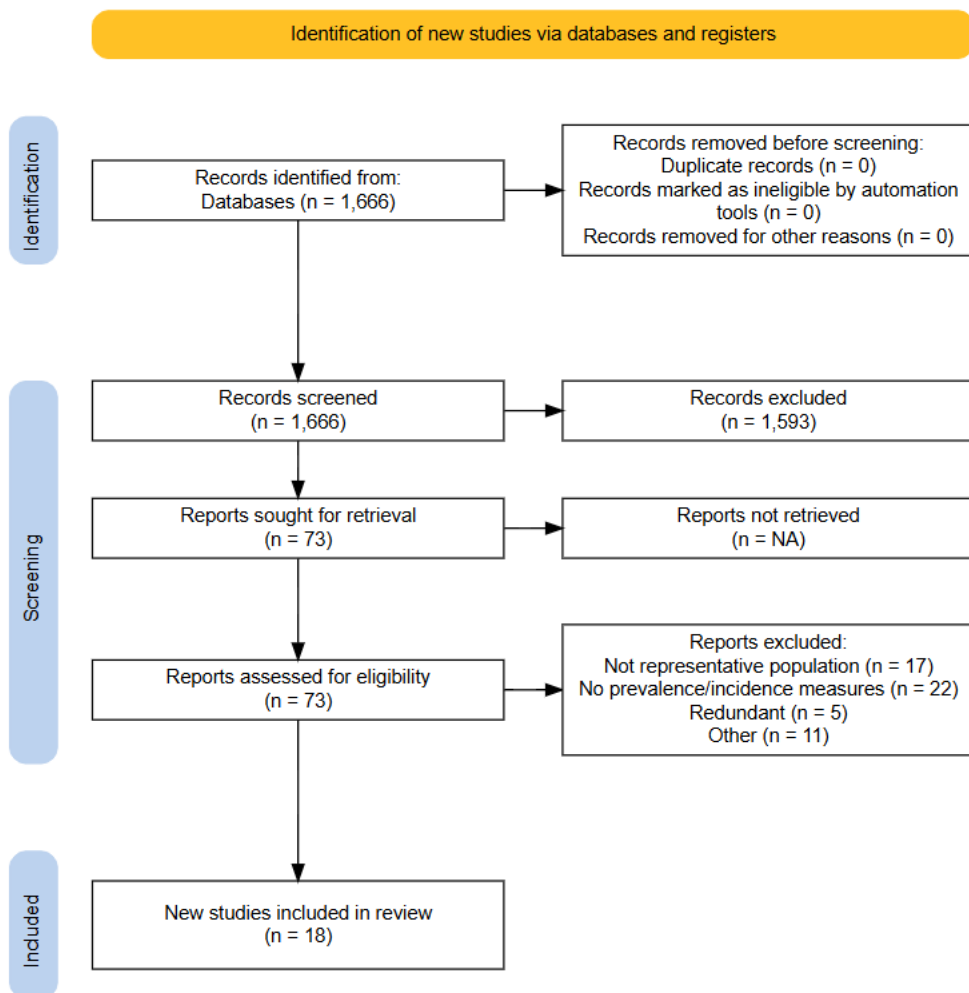 Identification of new studies via databases and registers
Identification
Records identified from:
Databases (n = 1,666)
Records removed before screening:
Duplicate records (n = 0)
Records marked as ineligible by automation
tools (n = 0)
Records removed for other reasons (n = 0)
Screening
Records screened
(n = 1,666)
Records excluded
(n = 1,593)
Reports sought for retrieval
(n = 73)
Reports not retrieved
(n = NA)
Reports assessed for eligibility
(n = 73)
Reports excluded:
Not representative population (n = 17)
No prevalence/incidence measures (n = 22)
Redundant (n = 5)
Other (n = 11)
Included
New studies included in review
(n = 18)